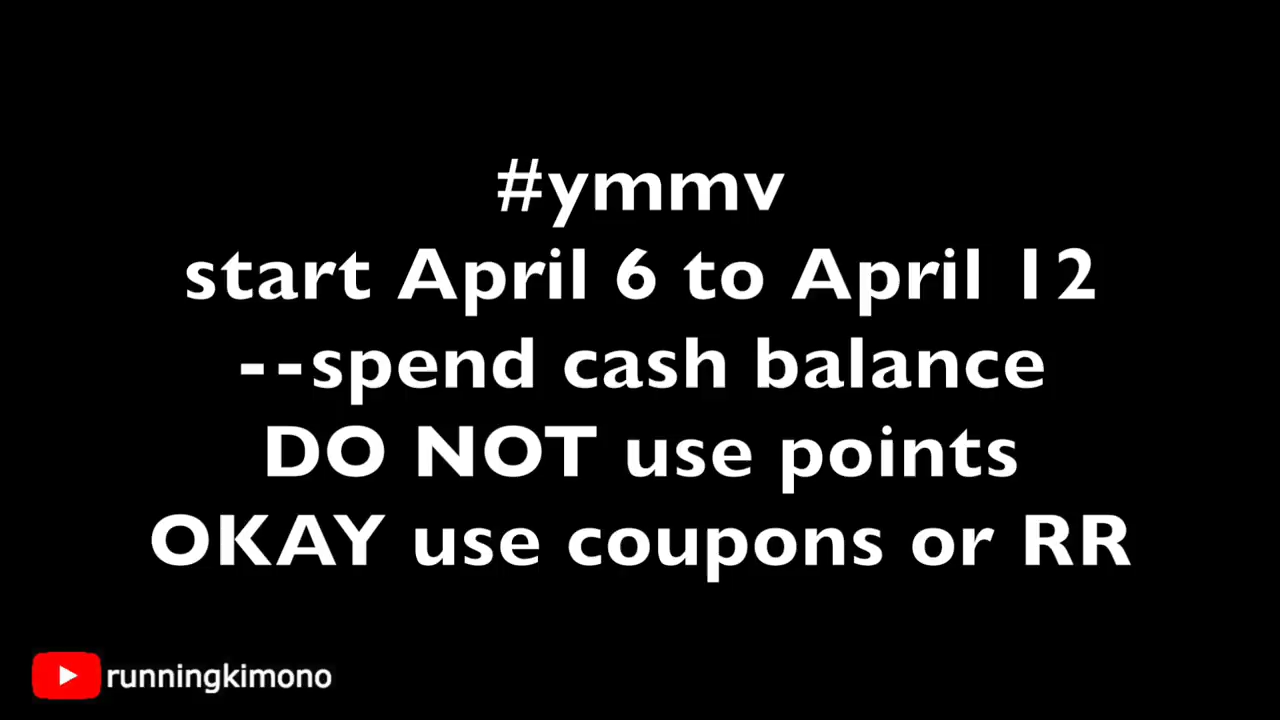 #ymmv
start April 6 to April 12
--spend cash balance
DO NOT use points
OKAY use coupons or RR
runningkimono